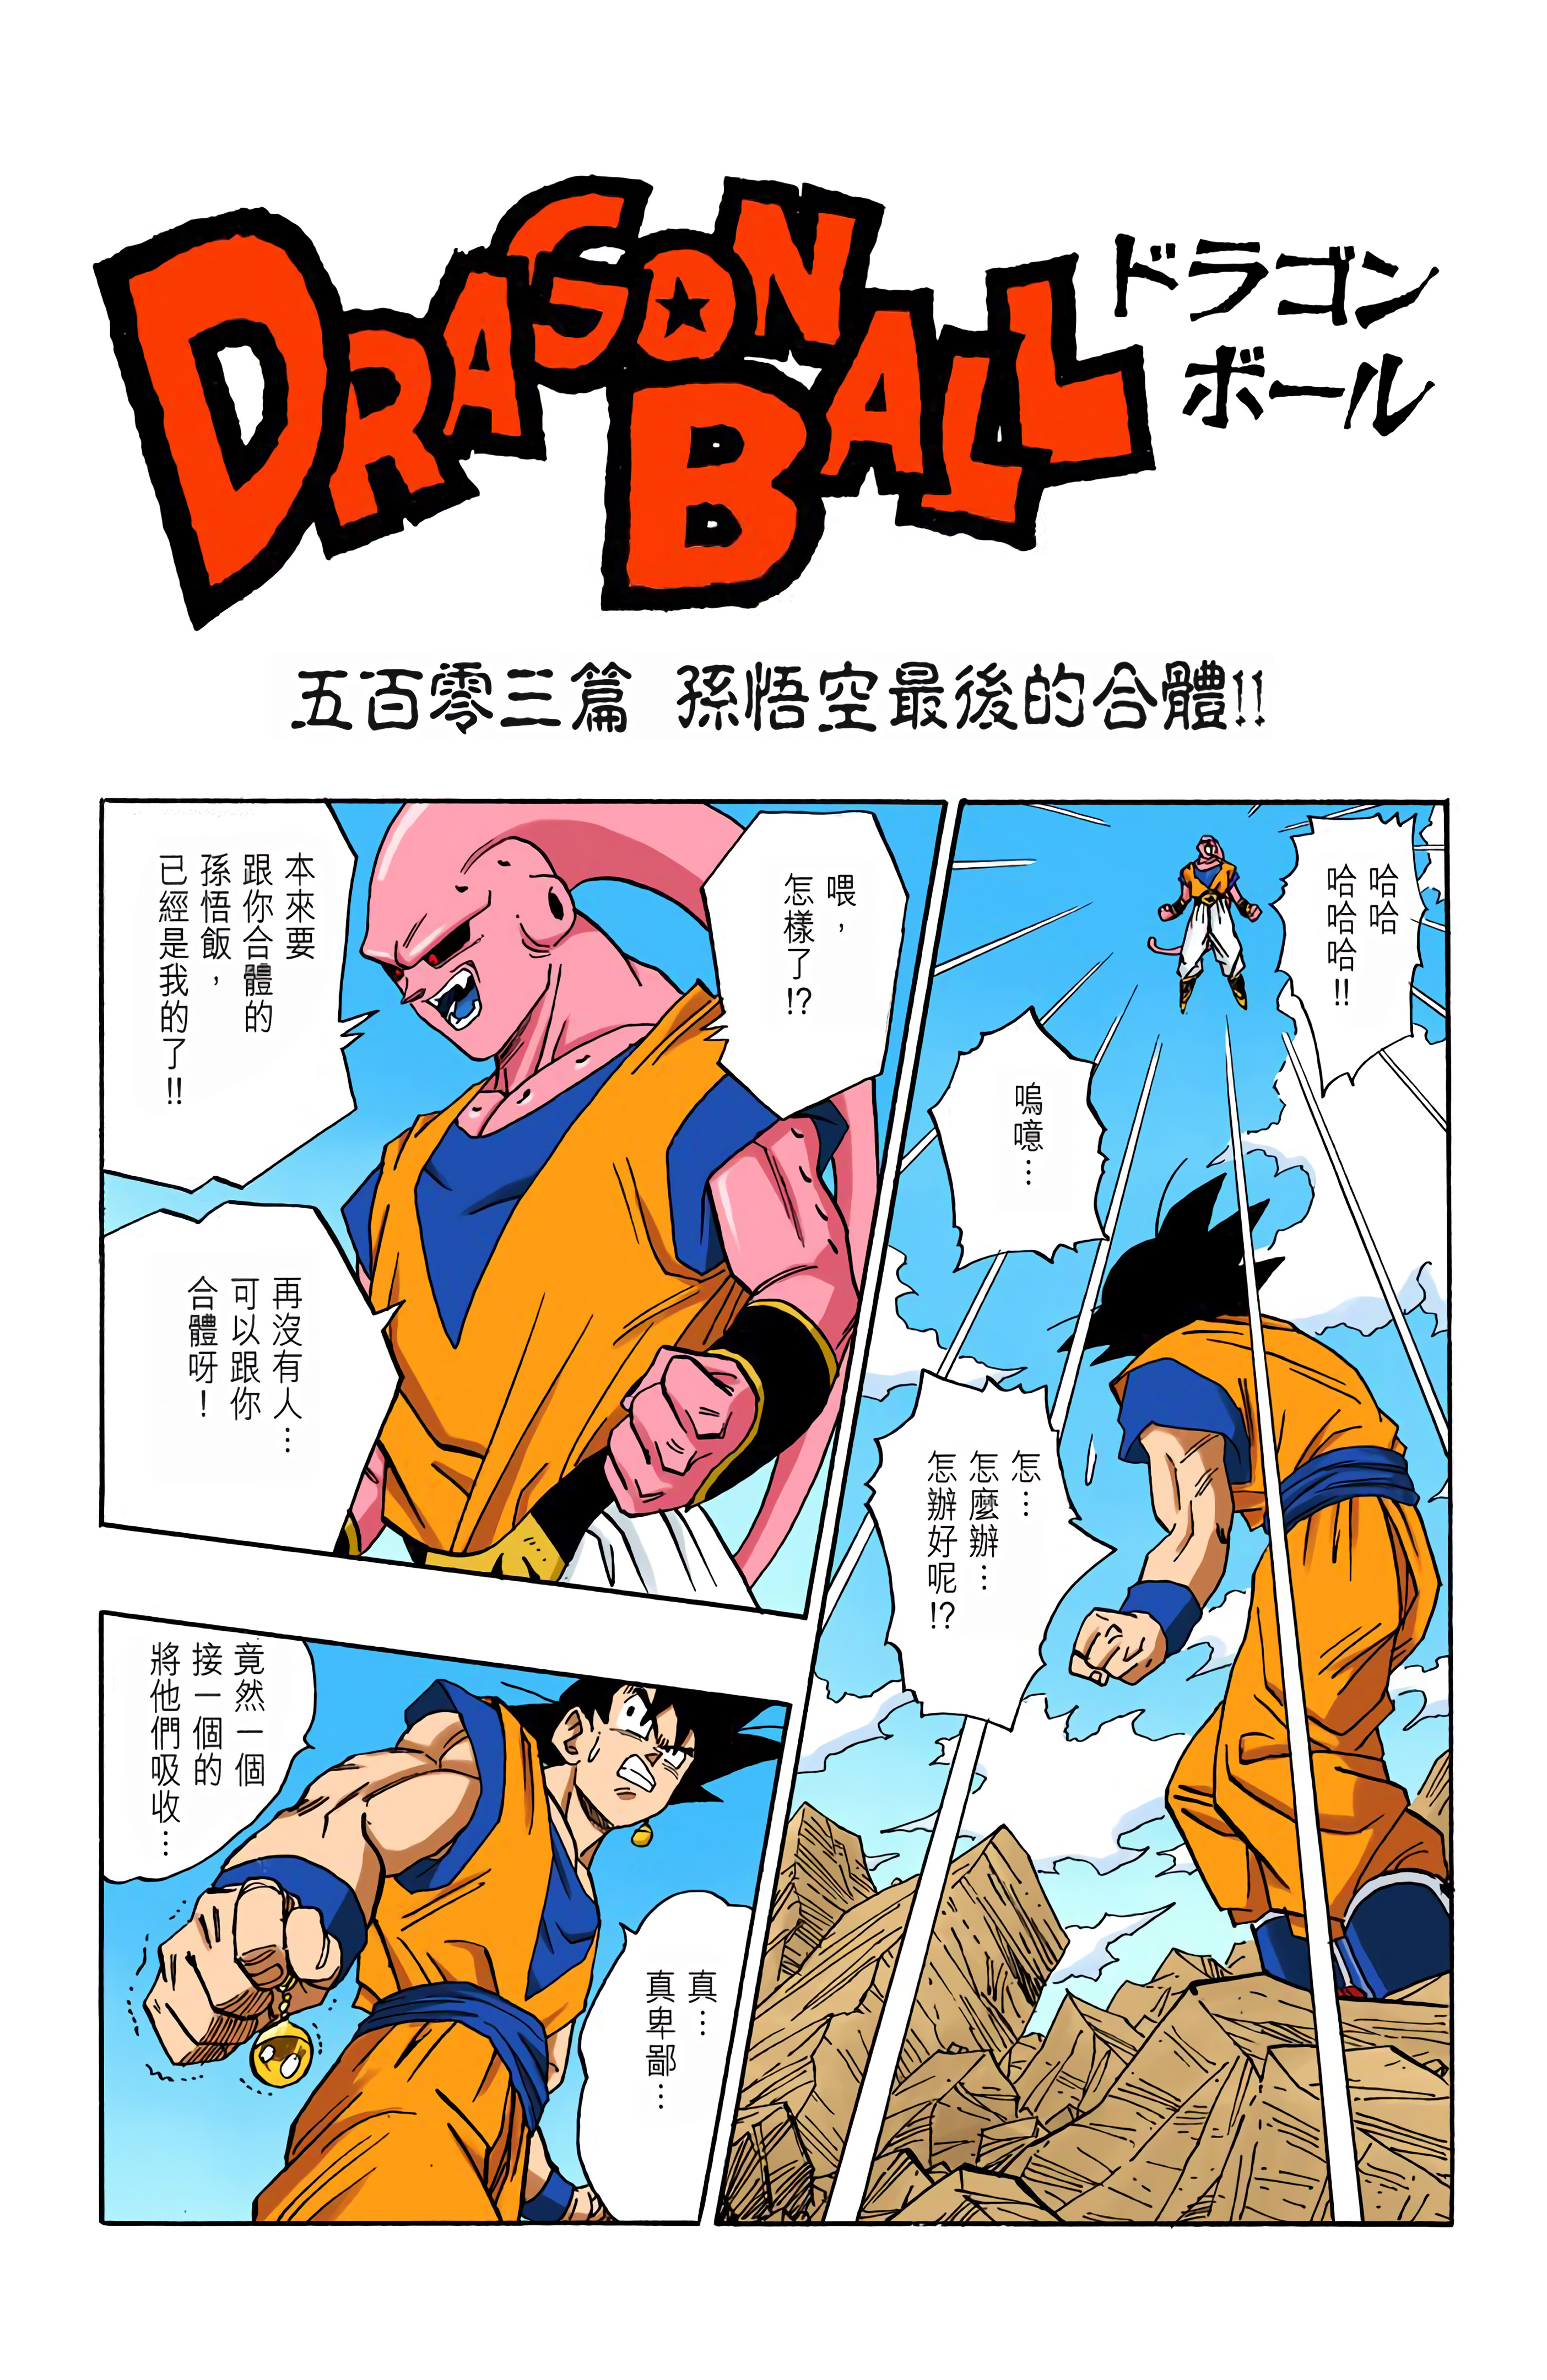 DRAGON BALL
ドラゴン
ボール
五百零三篇 孫悟空最後的合體!!
哈哈
哈哈哈!!
嗚噫…
怎…
怎麼辦…
怎辦好呢!?
喂，
怎樣了!?
本來要
跟你合體的
孫悟飯，
已經是我的了!!
再沒有人…
可以跟你
合體呀！
竟然一個
接一個的
將他們吸收…
真…
真卑鄙…